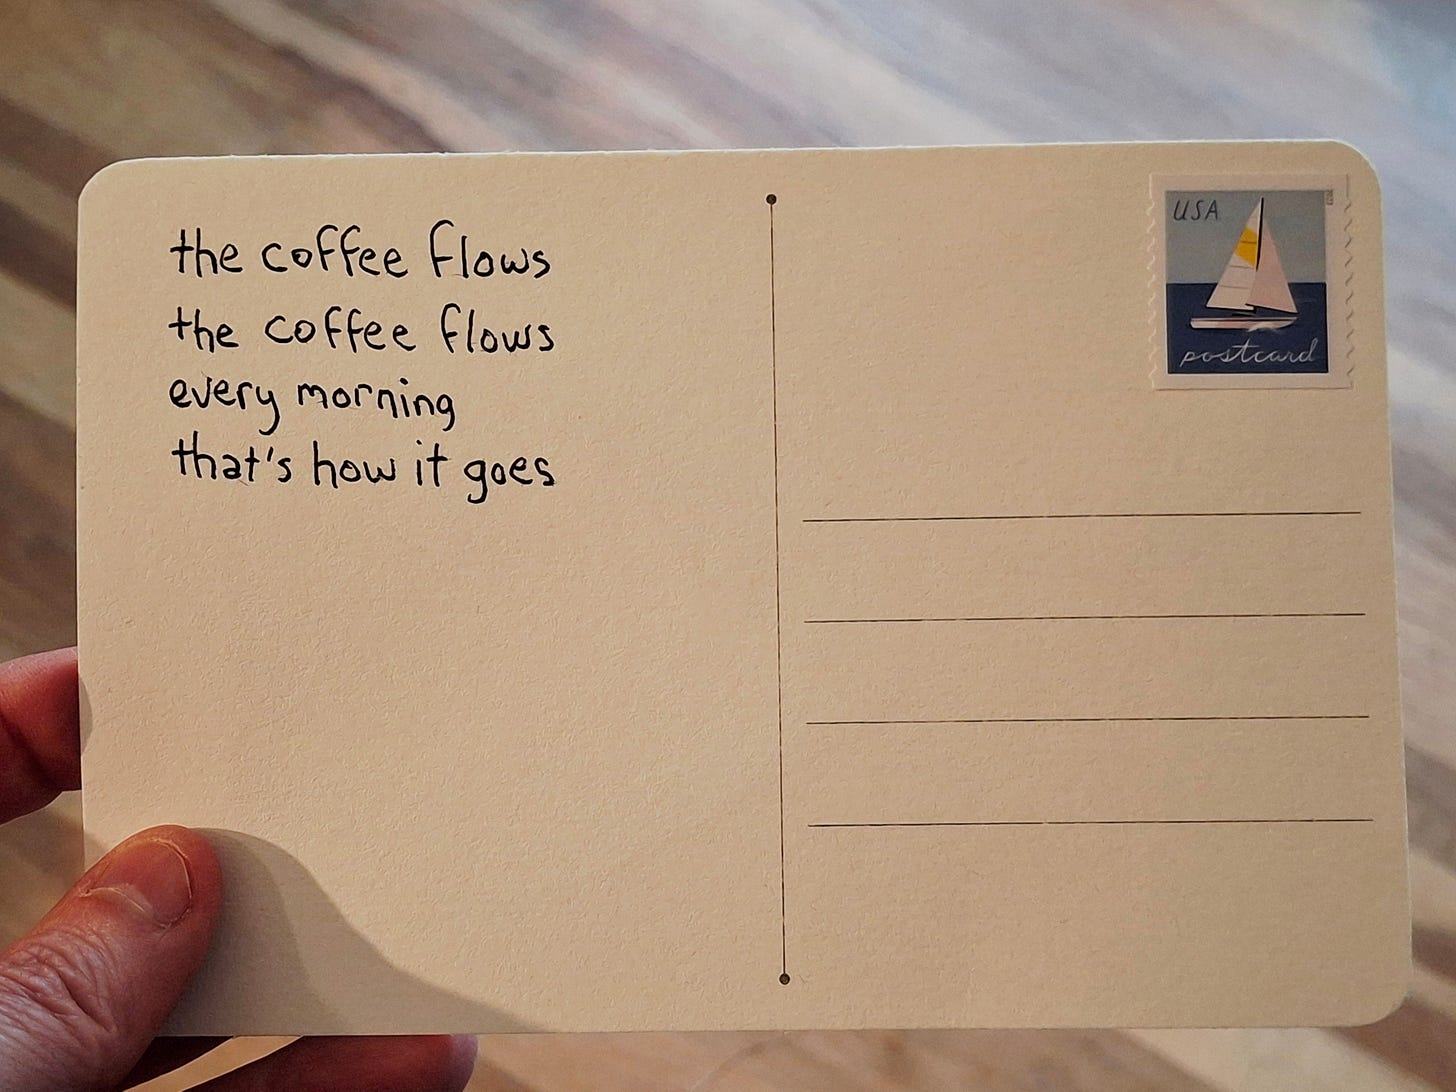 the coffee flows
the coffee flows
every morning
that's how it goes
USA
postcard